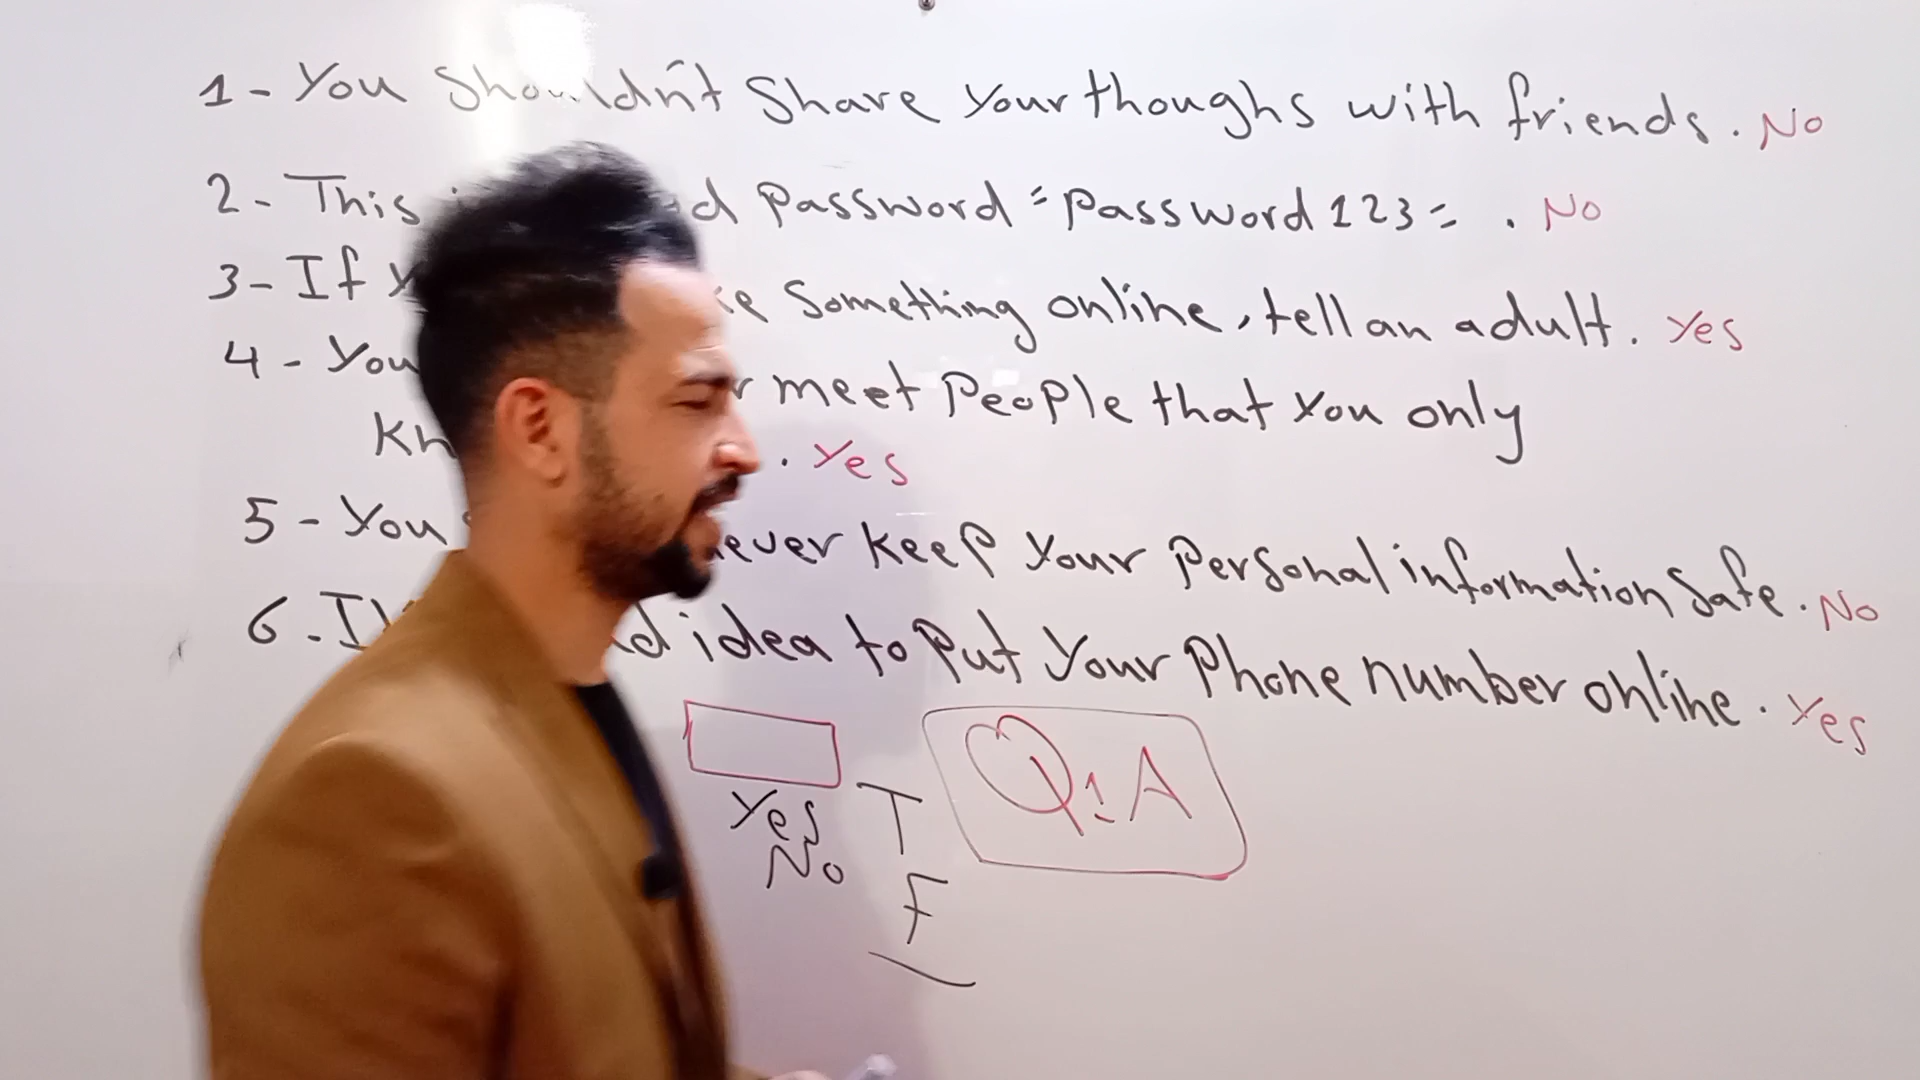 1 - You Shouldn't Share your thoughs with friends. No
2 - This password "password 123" . No
3 - If something online, tell an adult. Yes
4 - You meet people that you only
. Yes
5 - You never keep your personal information safe. No
6. idea to put your phone number online. Yes
Yes T Q:A
No
F